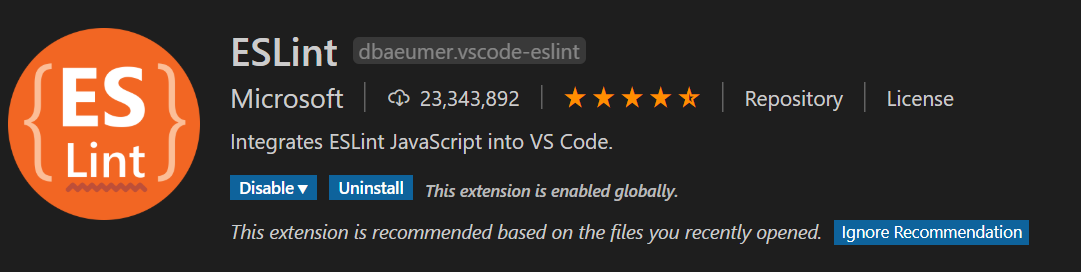 {ES}
Lint
ESLint dbaeumer.vscode-eslint
Microsoft 23,343,892 Repository License
Integrates ESLint JavaScript into VS Code.
Disable Uninstall This extension is enabled globally.
This extension is recommended based on the files you recently opened. Ignore Recommendation